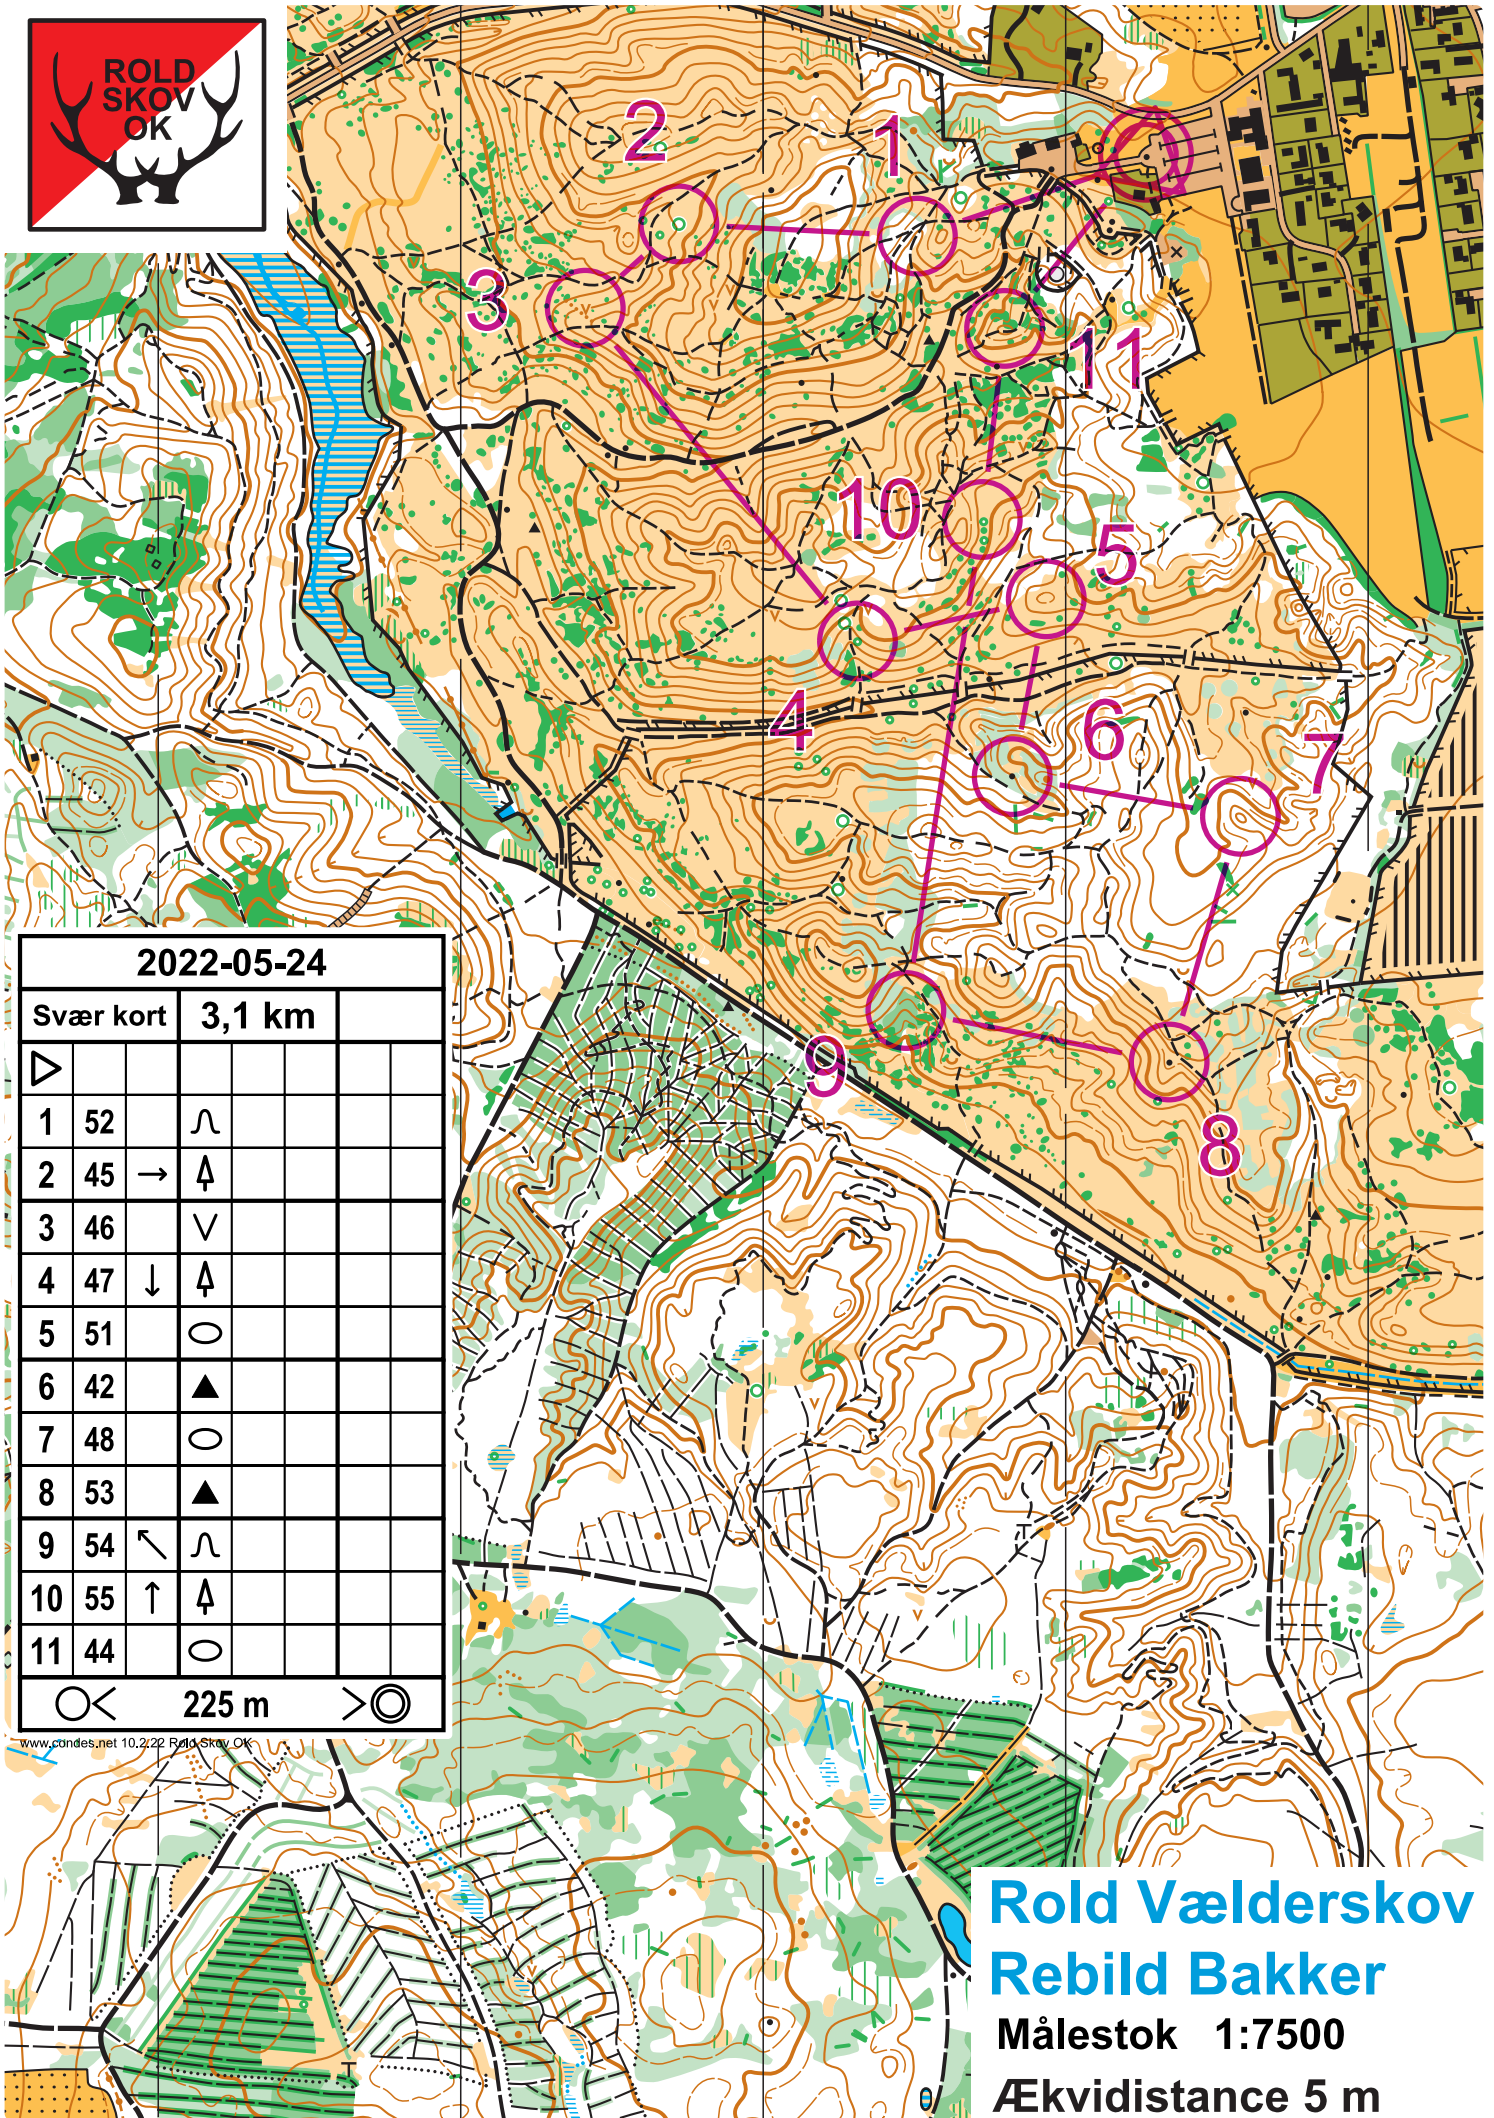 ROLD
SKOV
OK
2
1
3
11
10
5
4
6
7
9
8
2022-05-24
Svær kort 3,1 km
1 52
2 45 →
3 46
4 47 ↓
5 51
6 42
7 48
8 53
9 54 ↖
10 55 ↑
11 44
225 m
www.condes.net 10.2.22 Rold Skov OK
Rold Vælderskov
Rebild Bakker
Målestok 1:7500
Ækvidistance 5 m